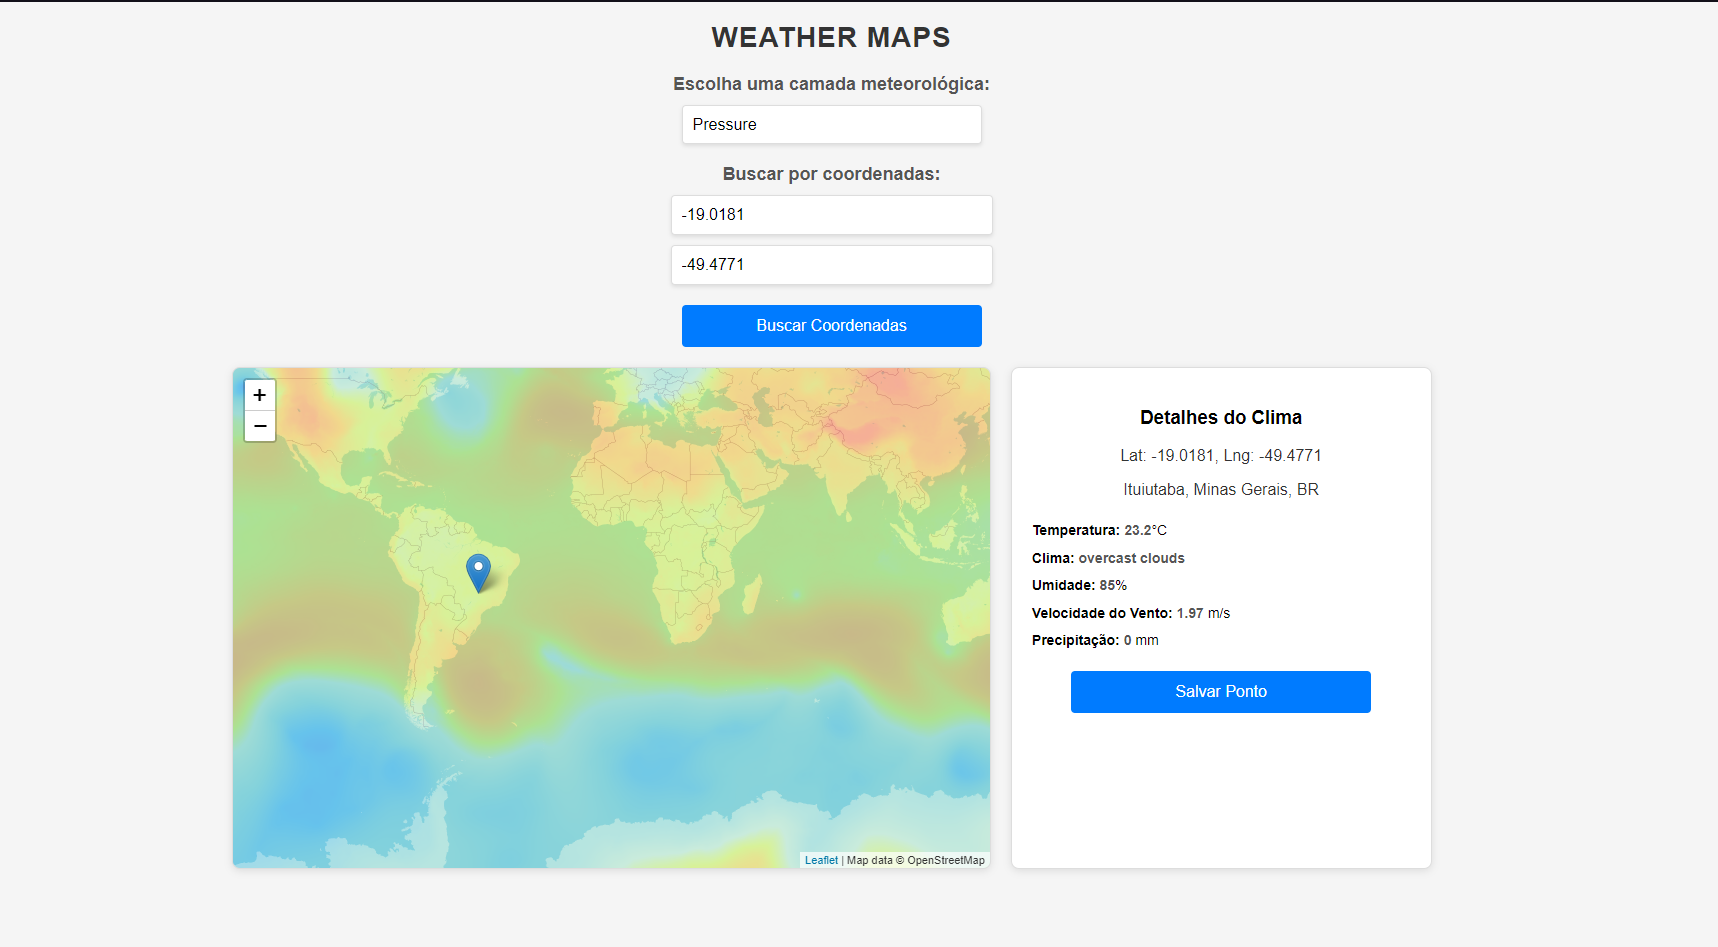 WEATHER MAPS
Escolha uma camada meteorológica:
Pressure
Buscar por coordenadas:
-19.0181
-49.4771
Buscar Coordenadas
+
−
Leaflet | Map data © OpenStreetMap
Detalhes do Clima
Lat: -19.0181, Lng: -49.4771
Ituiutaba, Minas Gerais, BR
Temperatura: 23.2°C
Clima: overcast clouds
Umidade: 85%
Velocidade do Vento: 1.97 m/s
Precipitação: 0 mm
Salvar Ponto